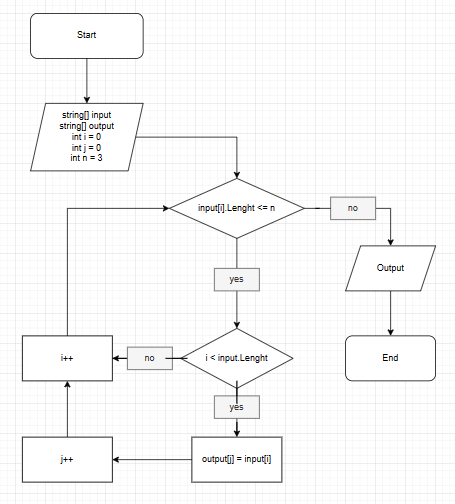 Start
string[] input
string[] output
int i = 0
int j = 0
int n = 3
input[i].Lenght <= n
no
Output
yes
i++
no
i < input.Lenght
End
yes
j++
output[j] = input[i]